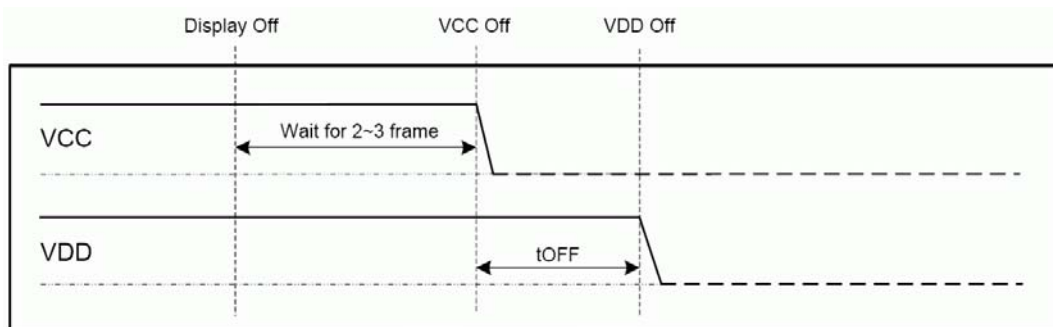 Display Off VCC Off VDD Off
VCC
Wait for 2~3 frame
VDD
tOFF